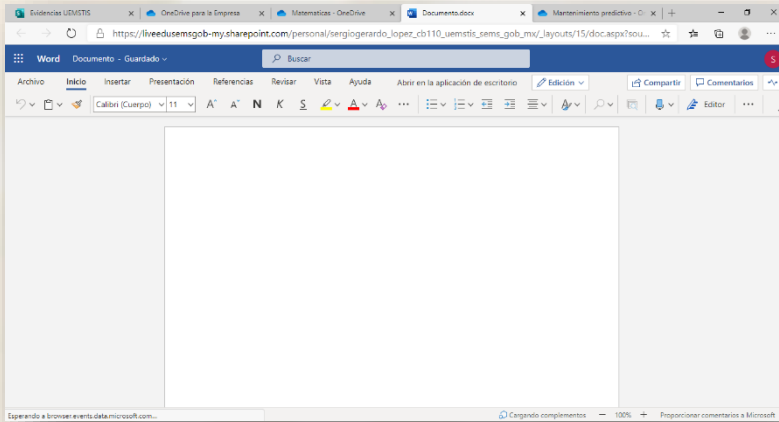 Evidencias UEMSTIS
OneDrive para la Empresa
Matematicas - OneDrive
Documento.docx
Mantenimiento predictivo - O
https://liveedusemsgob-my.sharepoint.com/personal/sergiogerardo_lopez_cb110_uemstis_sems_gob_mx/_layouts/15/doc.aspx?sou...
Word Documento - Guardado
Buscar
S
Archivo Inicio Insertar Presentación Referencias Revisar Vista Ayuda Abrir en la aplicación de escritorio Edición Compartir Comentarios
Calibri (Cuerpo) 11 A A N K S A A Editor
Esperando a browser.events.data.microsoft.com...
Cargando complementos 100% Proporcionar comentarios a Microsoft